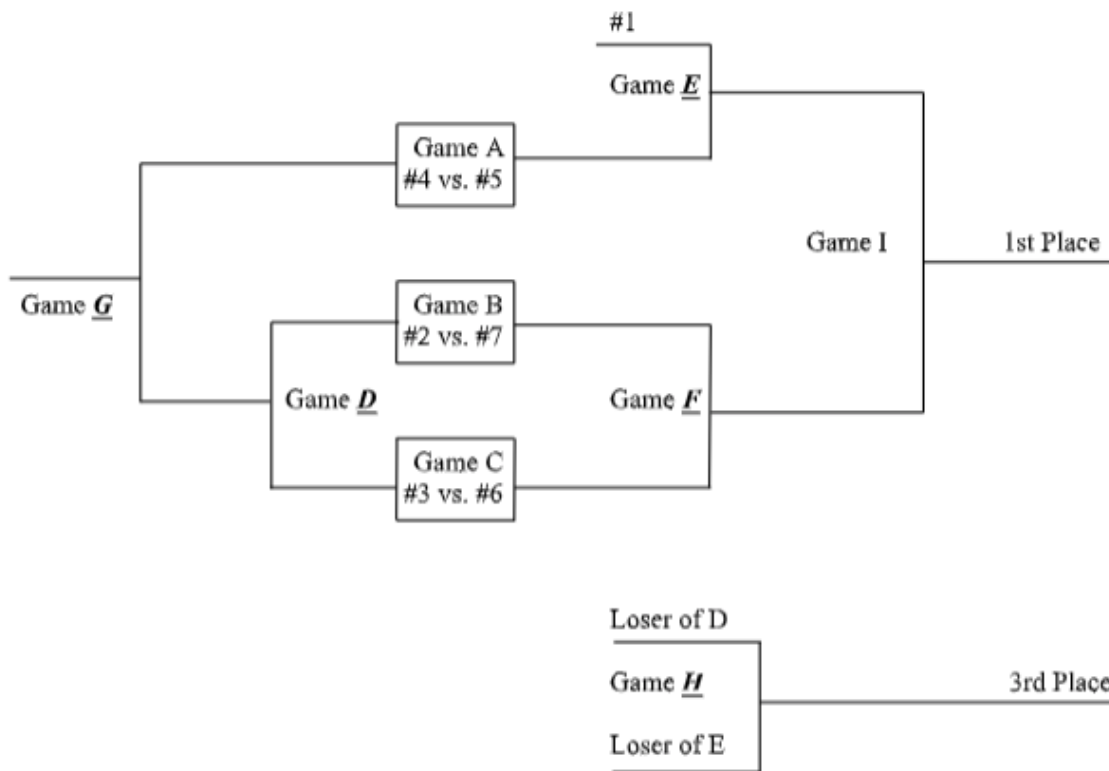 #1
Game E
Game A
#4 vs. #5
Game I
1st Place
Game G
Game B
#2 vs. #7
Game D
Game F
Game C
#3 vs. #6
Loser of D
Game H
3rd Place
Loser of E